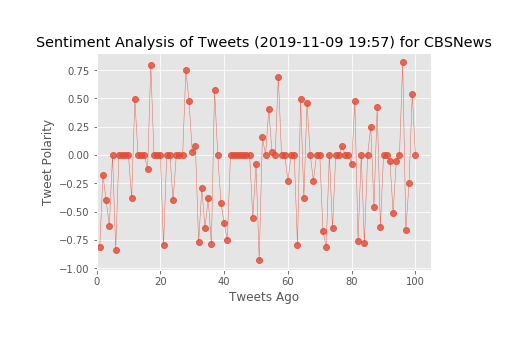 Sentiment Analysis of Tweets (2019-11-09 19:57) for CBSNews
Tweet Polarity
0.75
0.50
0.25
0.00
−0.25
−0.50
−0.75
−1.00
0 20 40 60 80 100
Tweets Ago